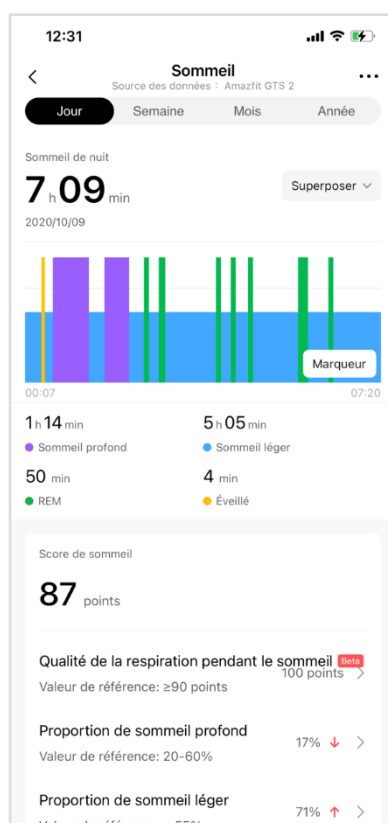 12:31
Sommeil
Source des données : Amazfit GTS 2
Jour Semaine Mois Année
Sommeil de nuit
7 h 09 min
Superposer
2020/10/09
Marqueur
00:07 07:20
1 h 14 min 5 h 05 min
Sommeil profond Sommeil léger
50 min 4 min
REM Éveillé
Score de sommeil
87 points
Qualité de la respiration pendant le sommeil Beta
100 points
Valeur de référence: ≥90 points
Proportion de sommeil profond
17%
Valeur de référence: 20-60%
Proportion de sommeil léger
71%